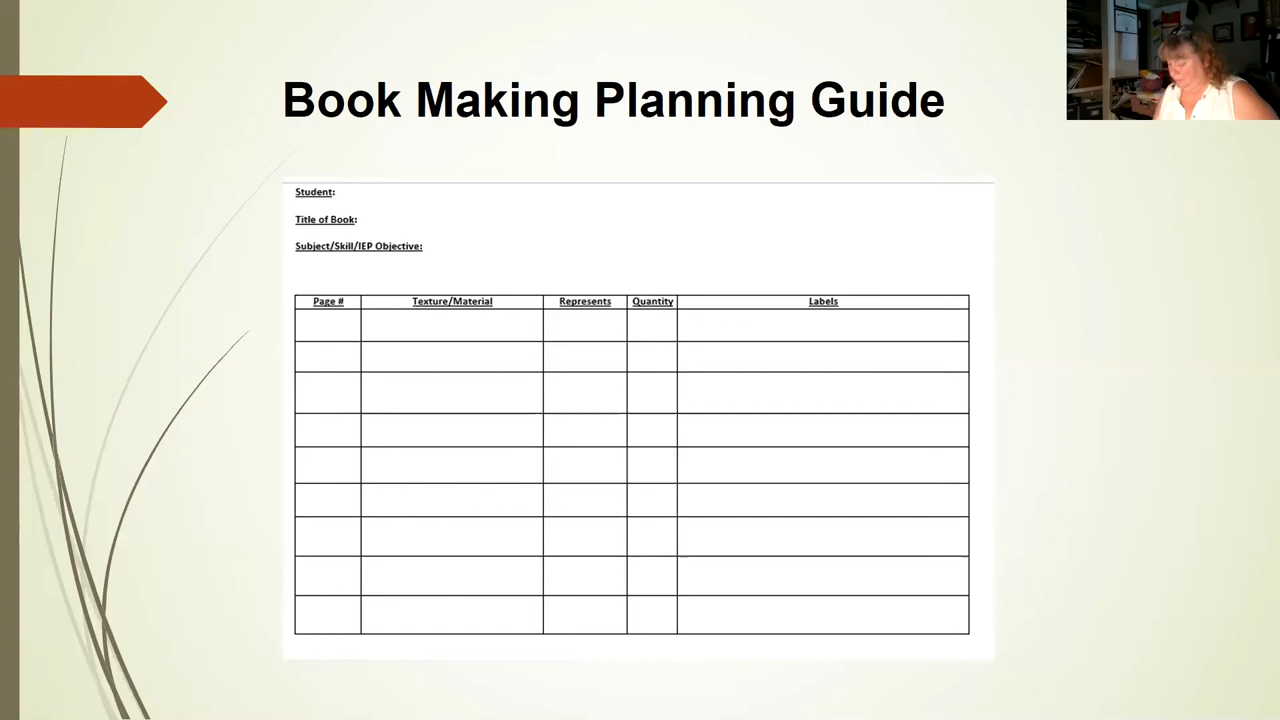 Book Making Planning Guide
Student:
Title of Book:
Subject/Skill/IEP Objective:
Page # Texture/Material Represents Quantity Labels